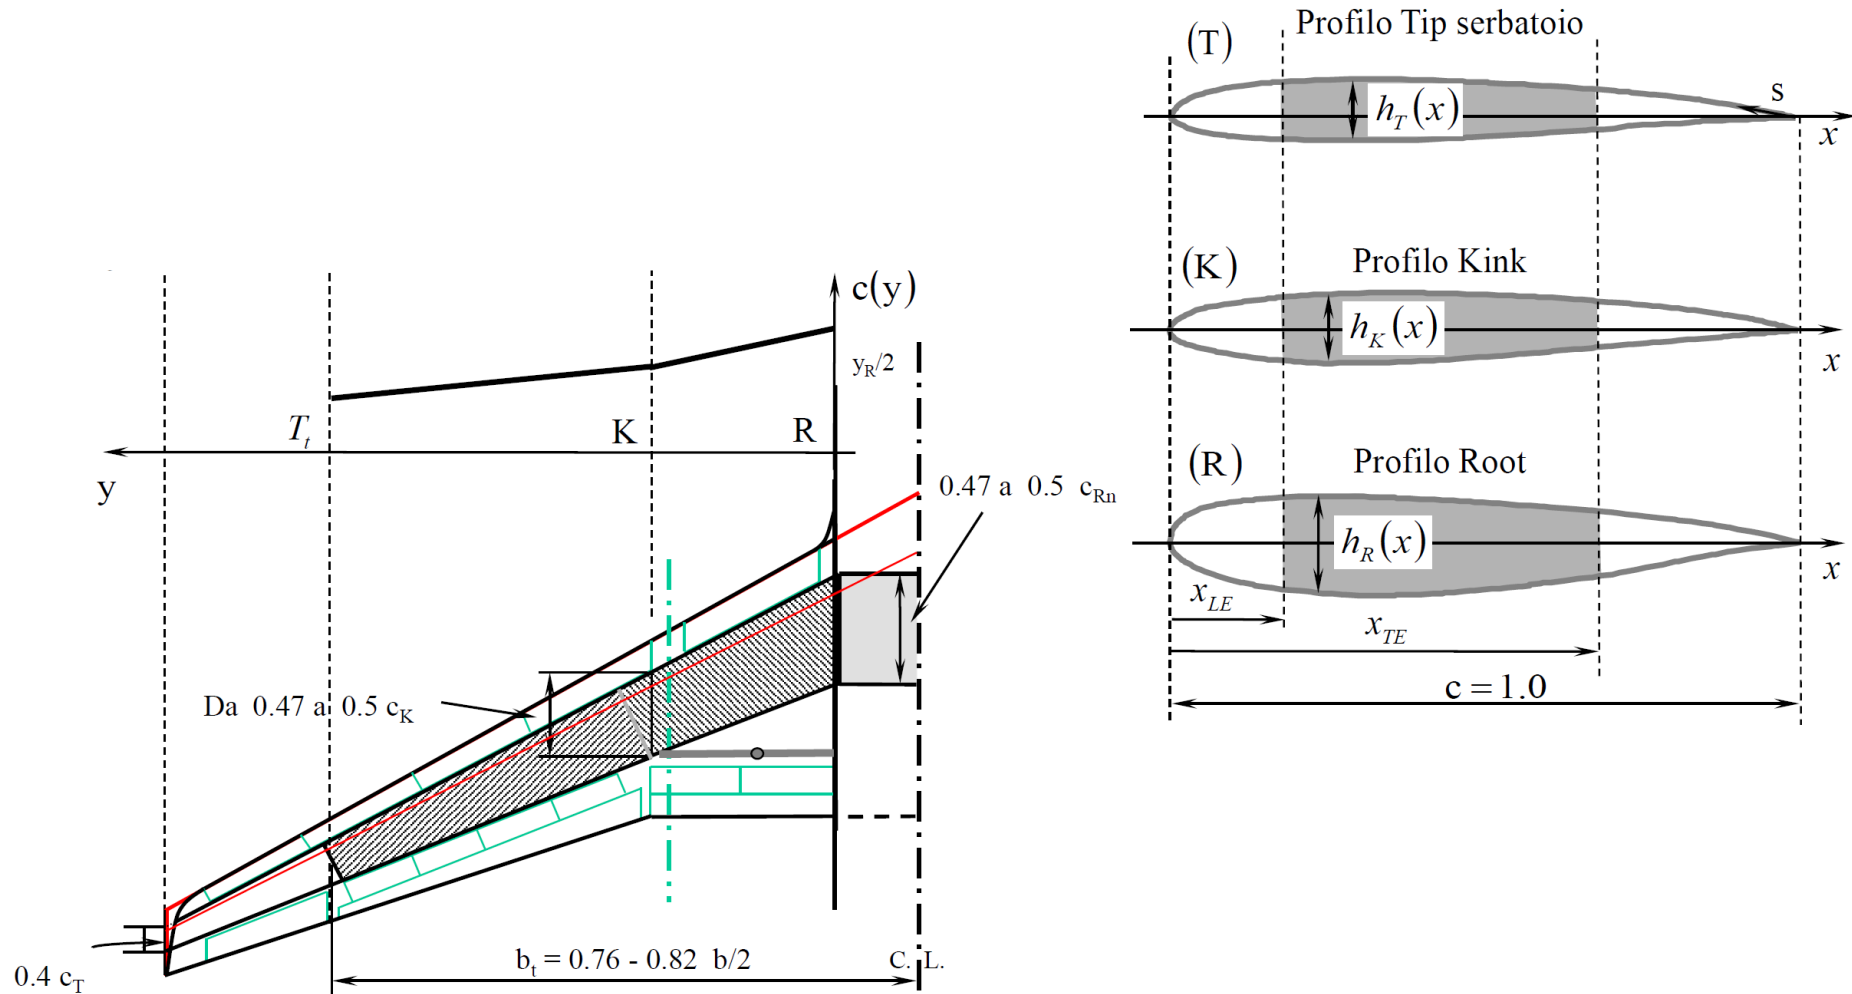 c(y)
y_R/2
T_t
K
R
y
0.47 a 0.5 c_Rn
Da 0.47 a 0.5 c_K
0.4 c_T
b_t = 0.76 - 0.82 b/2
C. L.
(T)
Profilo Tip serbatoio
h_T(x)
s
x
(K)
Profilo Kink
h_K(x)
x
(R)
Profilo Root
h_R(x)
x
x_LE
x_TE
c = 1.0